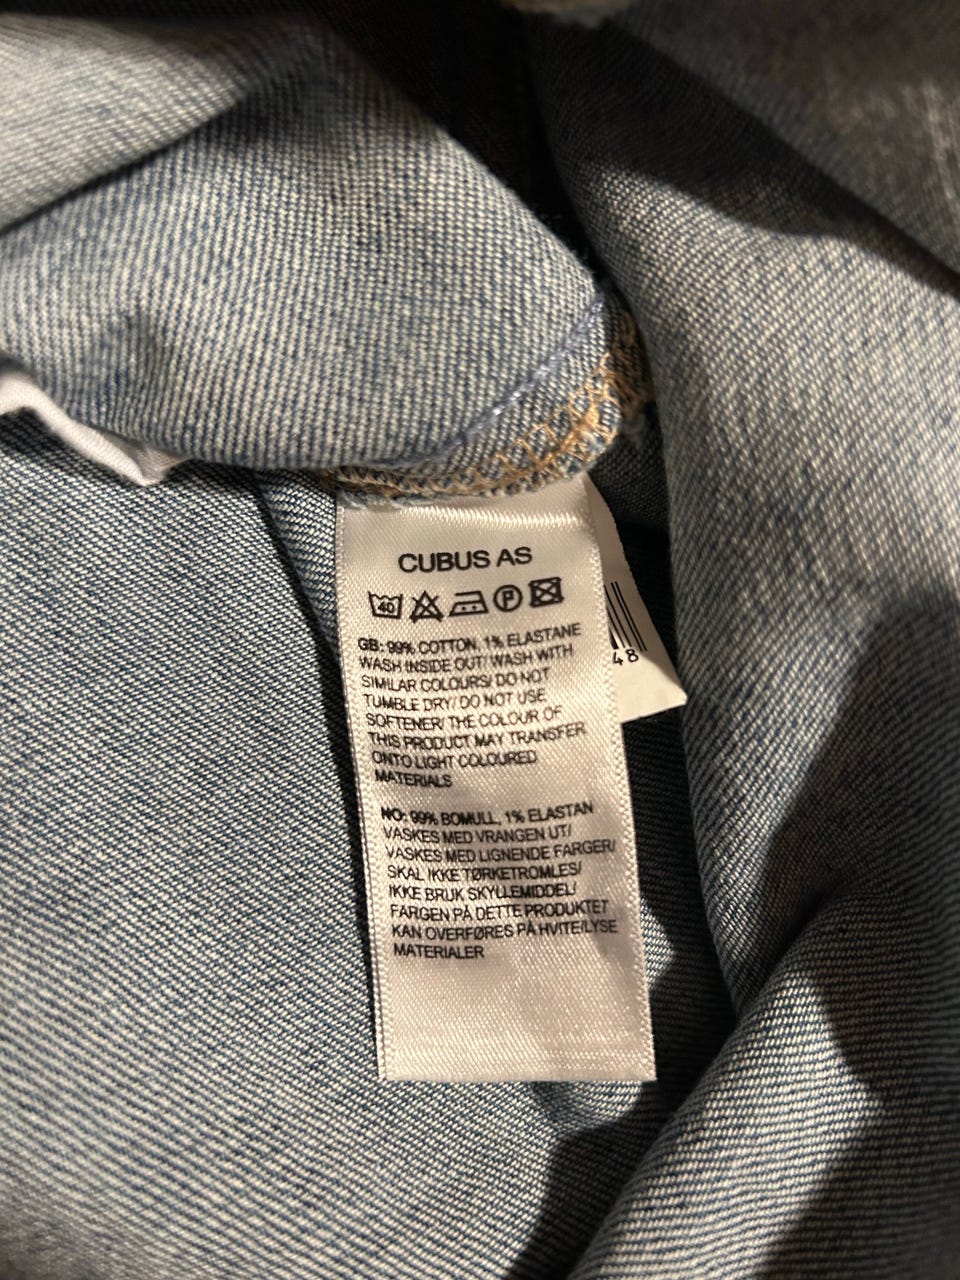 CUBUS AS
40 P
GB: 99% COTTON, 1% ELASTANE
WASH INSIDE OUT/ WASH WITH
SIMILAR COLOURS/ DO NOT
TUMBLE DRY/ DO NOT USE
SOFTENER/ THE COLOUR OF
THIS PRODUCT MAY TRANSFER
ONTO LIGHT COLOURED
MATERIALS
NO: 99% BOMULL, 1% ELASTAN
VASKES MED VRANGEN UT/
VASKES MED LIGNENDE FARGER/
SKAL IKKE TØRKETROMLES/
IKKE BRUK SKYLLEMIDDEL/
FARGEN PÅ DETTE PRODUKTET
KAN OVERFØRES PÅ HVITE/LYSE
MATERIALER
48